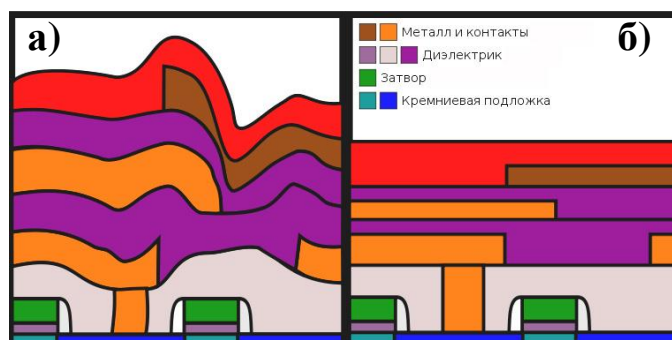 а)
б)
Металл и контакты
Диэлектрик
Затвор
Кремниевая подложка